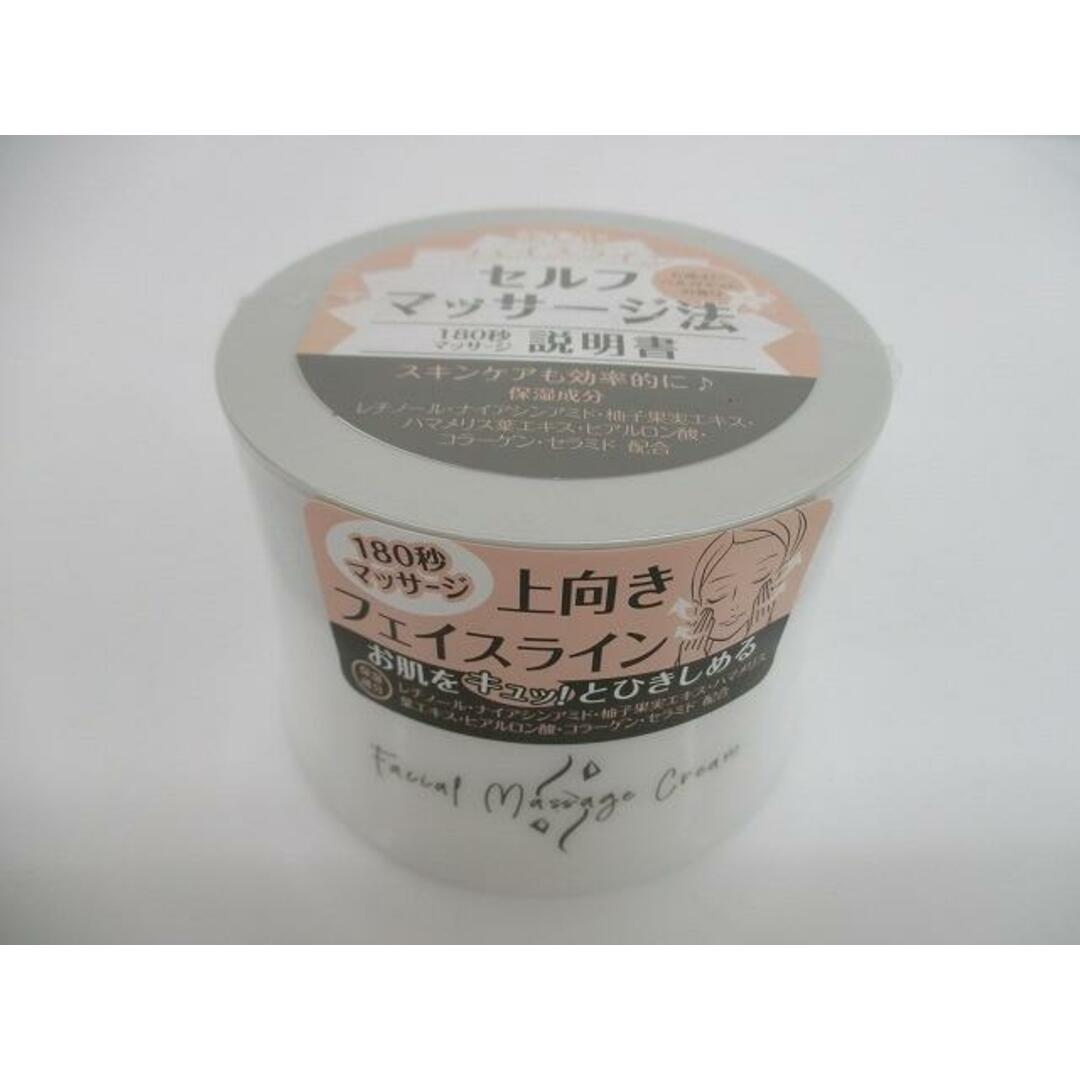 セルフ
マッサージ法
180秒
マッサージ
説明書
スキンケアも効率的に♪
保湿成分
レチノール・ナイアシンアミド・柚子果実エキス・
ハマメリス葉エキス・ヒアルロン酸・
コラーゲン・セラミド 配合
180秒
マッサージ
上向き
フェイスライン
お肌をキュッ!とひきしめる
保湿
成分
レチノール・ナイアシンアミド・柚子果実エキス・ハマメリス
葉エキス・ヒアルロン酸・コラーゲン・セラミド 配合
Facial Massage Cream